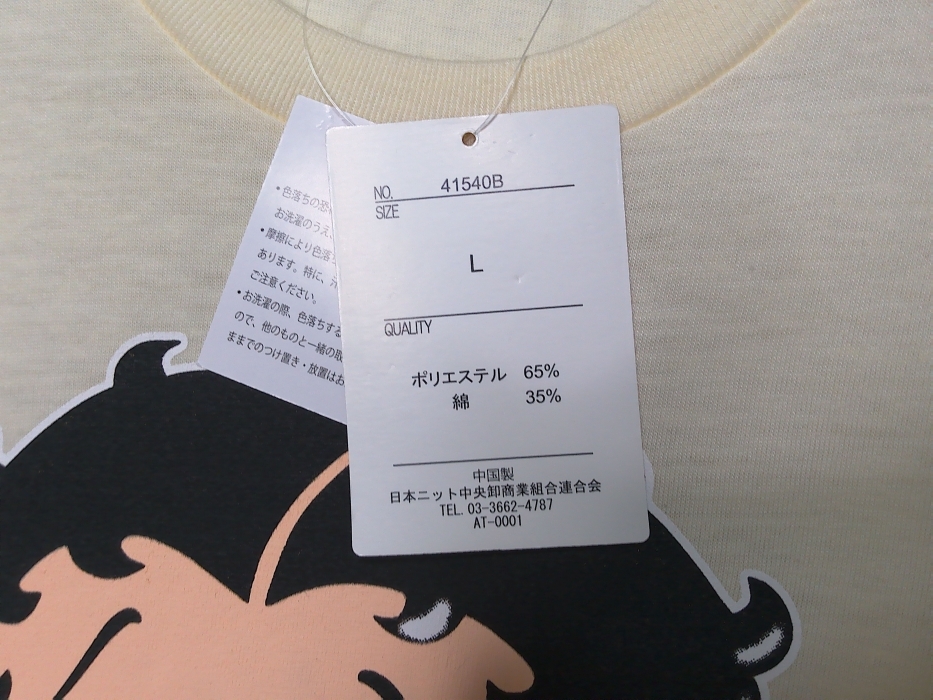 NO. 41540B
SIZE
L
QUALITY
ポリエステル 65%
綿 35%
中国製
日本ニット中央卸商業組合連合会
TEL. 03-3662-4787
AT-0001
・色落ちの恐
お洗濯のうえ、
・摩擦により色落
あります。特に、汗
ご注意ください。
・お洗濯の際、色落ちする
ので、他のものと一緒の取
ままでのつけ置き・放置はお